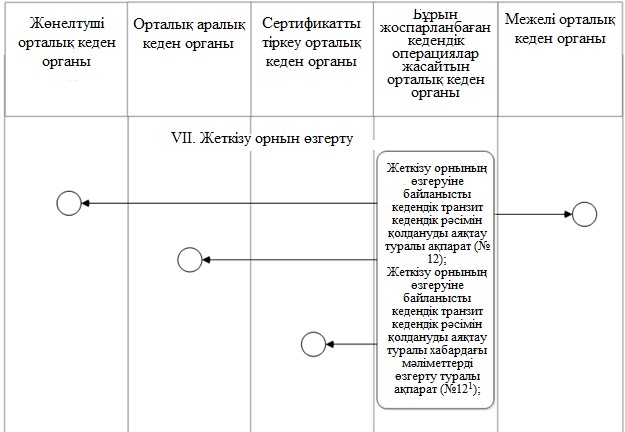 Жөнелтуші
орталық кеден
органы
Орталық аралық
кеден органы
Сертификатты
тіркеу орталық
кеден органы
Бұрын
жоспарланбаған
кедендік
операциялар
жасайтын
орталық кеден
органы
Межелі орталық
кеден органы
VII. Жеткізу орнын өзгерту
Жеткізу орнының
өзгеруіне
байланысты
кедендік транзит
кедендік рәсімін
қолдануды аяқтау
туралы ақпарат (№
12);
Жеткізу орнының
өзгеруіне
байланысты
кедендік транзит
кедендік рәсімін
қолдануды аяқтау
туралы хабардағы
мәліметтерді
өзгерту туралы
ақпарат (№12¹);